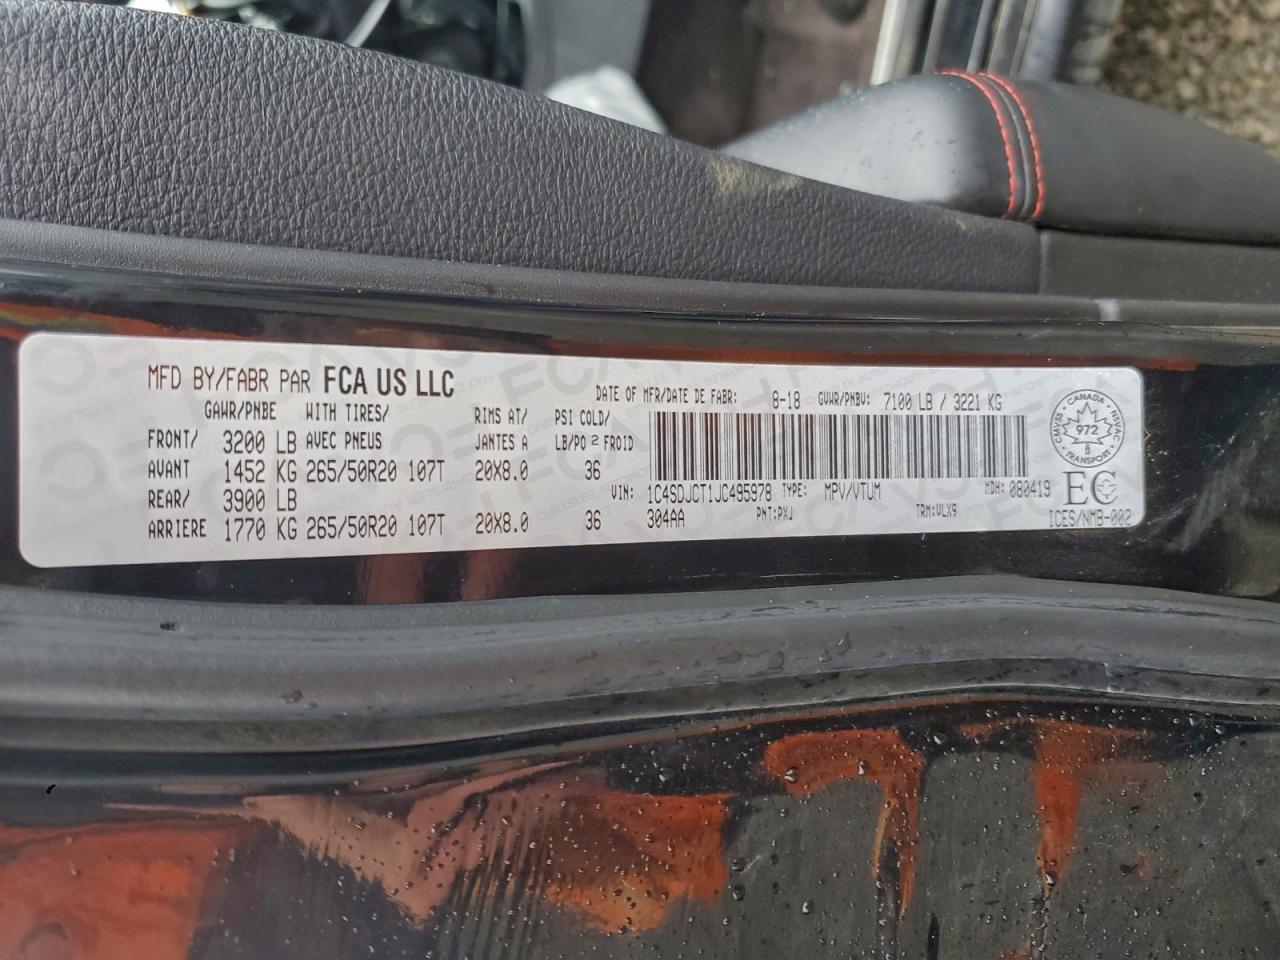 MFD BY/FABR PAR FCA US LLC
DATE OF MFR/DATE DE FABR: 8-18 GVWR/PNBV: 7100 LB / 3221 KG
GAWR/PNBE WITH TIRES/ RIMS AT/ PSI COLD/
FRONT/ 3200 LB AVEC PNEUS JANTES A LB/PO 2 FROID
AVANT 1452 KG 265/50R20 107T 20X8.0 36
REAR/ 3900 LB
ARRIERE 1770 KG 265/50R20 107T 20X8.0 36
VIN: 1C4SDJCT1JC495978 TYPE: MPV/VTUM MDH: 080419
304AA PNT:PXJ TRM:VLX9
CANADA
CMVSS 972 NSVAC
TRANSPORT
EC
ICES/NMB-002